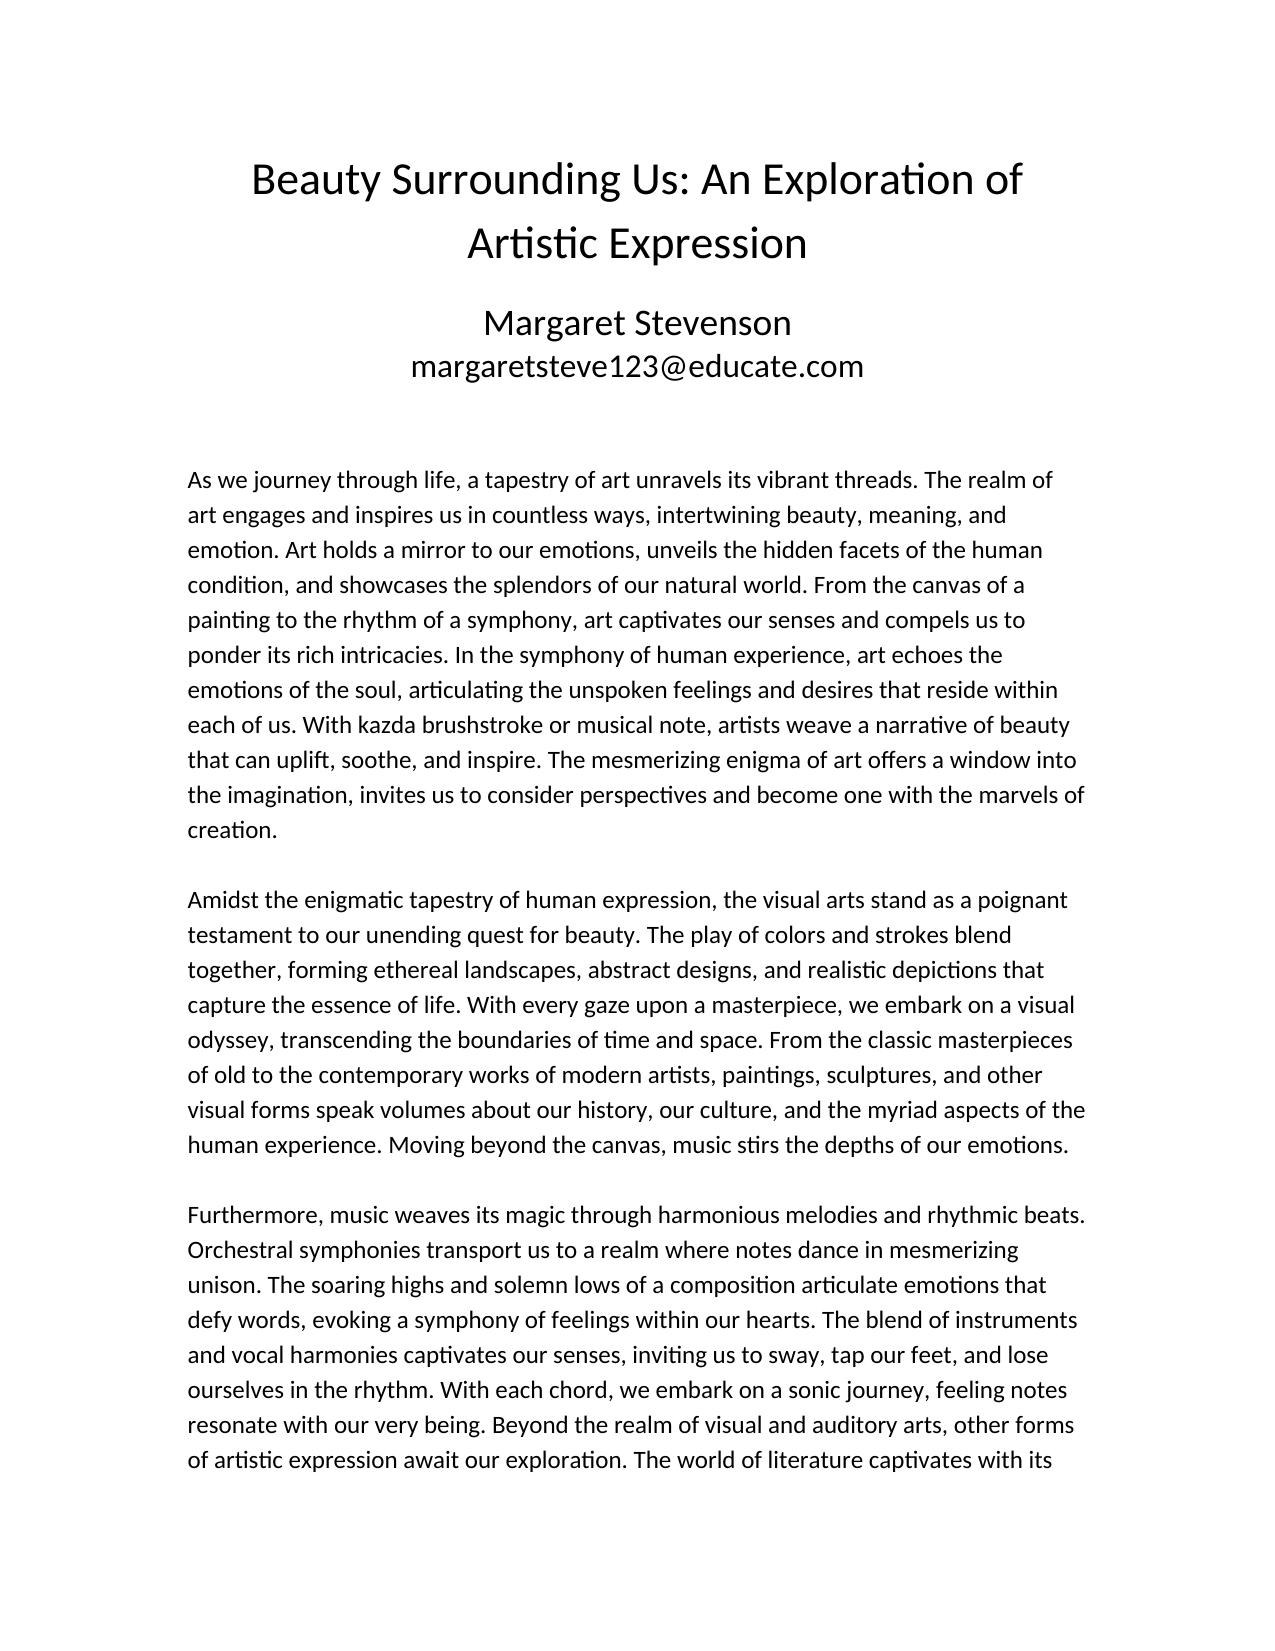 Beauty Surrounding Us: An Exploration of
Artistic Expression
Margaret Stevenson
margaretsteve123@educate.com
As we journey through life, a tapestry of art unravels its vibrant threads. The realm of
art engages and inspires us in countless ways, intertwining beauty, meaning, and
emotion. Art holds a mirror to our emotions, unveils the hidden facets of the human
condition, and showcases the splendors of our natural world. From the canvas of a
painting to the rhythm of a symphony, art captivates our senses and compels us to
ponder its rich intricacies. In the symphony of human experience, art echoes the
emotions of the soul, articulating the unspoken feelings and desires that reside within
each of us. With kazda brushstroke or musical note, artists weave a narrative of beauty
that can uplift, soothe, and inspire. The mesmerizing enigma of art offers a window into
the imagination, invites us to consider perspectives and become one with the marvels of
creation.
Amidst the enigmatic tapestry of human expression, the visual arts stand as a poignant
testament to our unending quest for beauty. The play of colors and strokes blend
together, forming ethereal landscapes, abstract designs, and realistic depictions that
capture the essence of life. With every gaze upon a masterpiece, we embark on a visual
odyssey, transcending the boundaries of time and space. From the classic masterpieces
of old to the contemporary works of modern artists, paintings, sculptures, and other
visual forms speak volumes about our history, our culture, and the myriad aspects of the
human experience. Moving beyond the canvas, music stirs the depths of our emotions.
Furthermore, music weaves its magic through harmonious melodies and rhythmic beats.
Orchestral symphonies transport us to a realm where notes dance in mesmerizing
unison. The soaring highs and solemn lows of a composition articulate emotions that
defy words, evoking a symphony of feelings within our hearts. The blend of instruments
and vocal harmonies captivates our senses, inviting us to sway, tap our feet, and lose
ourselves in the rhythm. With each chord, we embark on a sonic journey, feeling notes
resonate with our very being. Beyond the realm of visual and auditory arts, other forms
of artistic expression await our exploration. The world of literature captivates with its